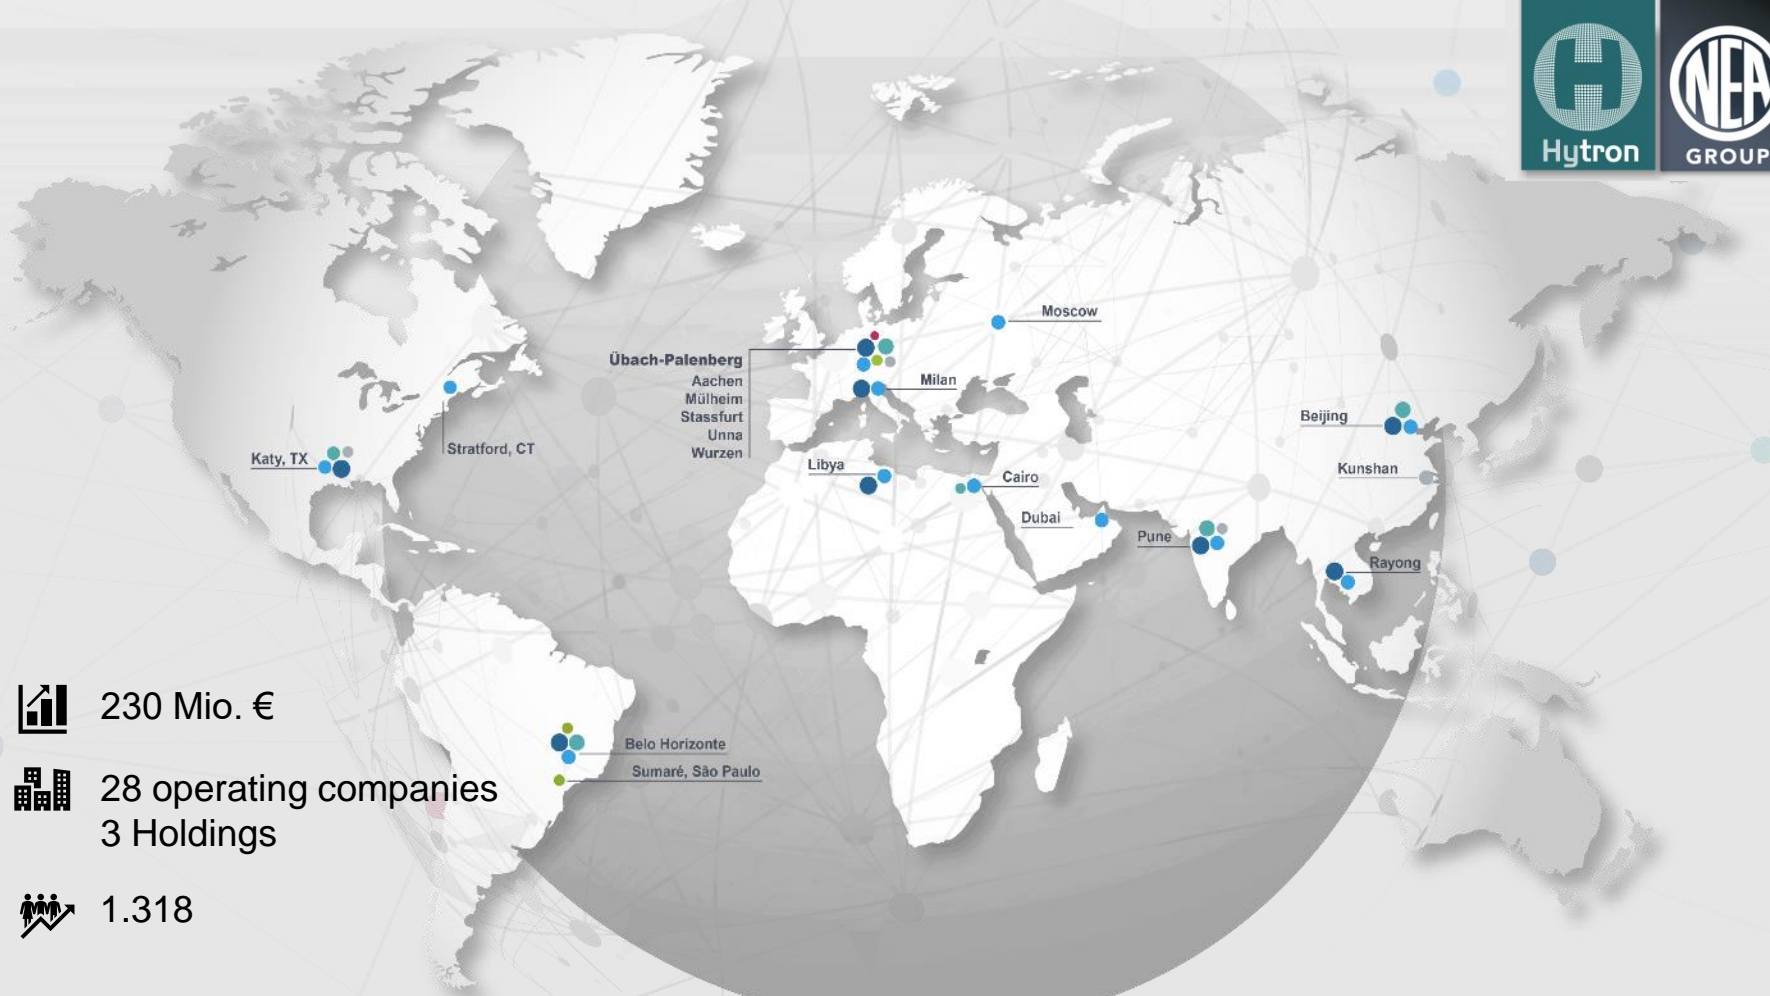 Hytron
NEA
GROUP
Moscow
Übach-Palenberg
Aachen
Mülheim
Stassfurt
Unna
Wurzen
Milan
Stratford, CT
Katy, TX
Libya
Cairo
Dubai
Beijing
Kunshan
Pune
Rayong
Belo Horizonte
Sumaré, São Paulo
230 Mio. €
28 operating companies
3 Holdings
1.318